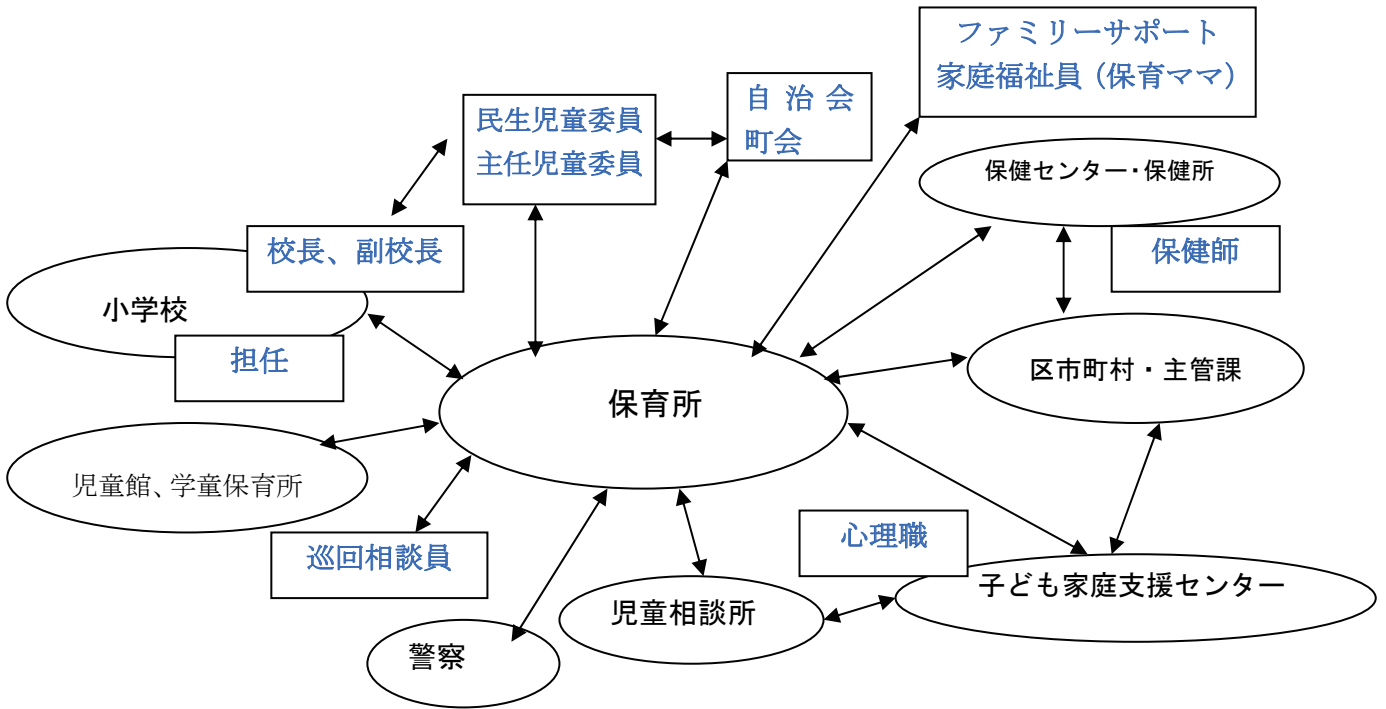 ファミリーサポート
家庭福祉員（保育ママ）
自治会
町会
民生児童委員
主任児童委員
保健センター・保健所
校長、副校長
保健師
小学校
担任
区市町村・主管課
保育所
児童館、学童保育所
心理職
巡回相談員
子ども家庭支援センター
児童相談所
警察